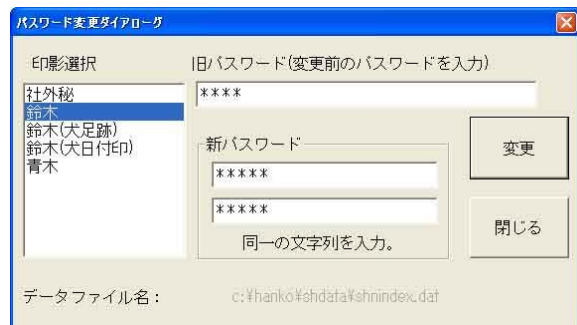 パスワード変更ダイアローグ
印影選択
旧パスワード(変更前のパスワードを入力)
社外秘
鈴木
鈴木(犬足跡)
鈴木(犬日付印)
青木
****
新パスワード
*****
*****
同一の文字列を入力。
変更
閉じる
データファイル名：
c:¥hanko¥shdata¥shnindex.dat